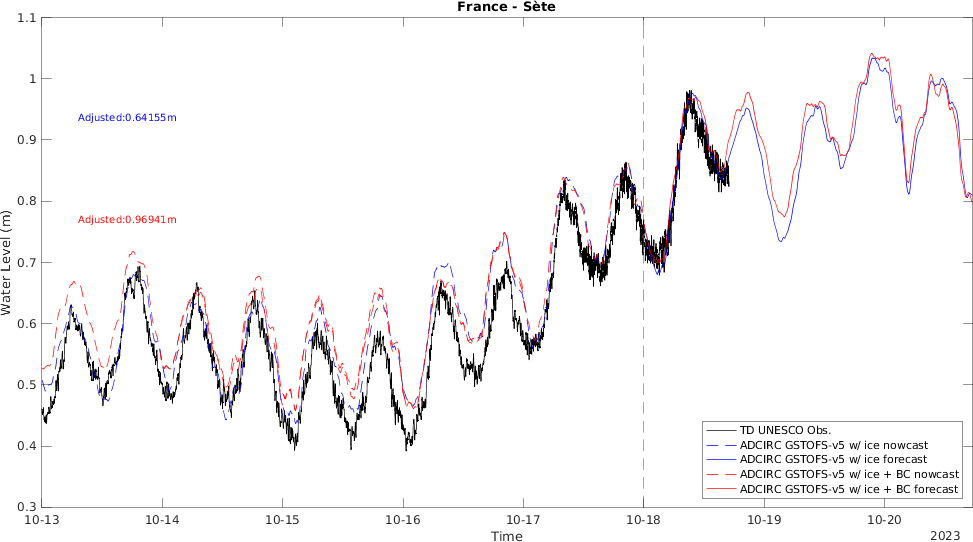 France - Sète
1.1
1
0.9
0.8
0.7
0.6
0.5
0.4
0.3
Water Level (m)
Adjusted:0.64155m
Adjusted:0.96941m
TD UNESCO Obs.
ADCIRC GSTOFS-v5 w/ ice nowcast
ADCIRC GSTOFS-v5 w/ ice forecast
ADCIRC GSTOFS-v5 w/ ice + BC nowcast
ADCIRC GSTOFS-v5 w/ ice + BC forecast
10-13 10-14 10-15 10-16 10-17 10-18 10-19 10-20
Time
2023